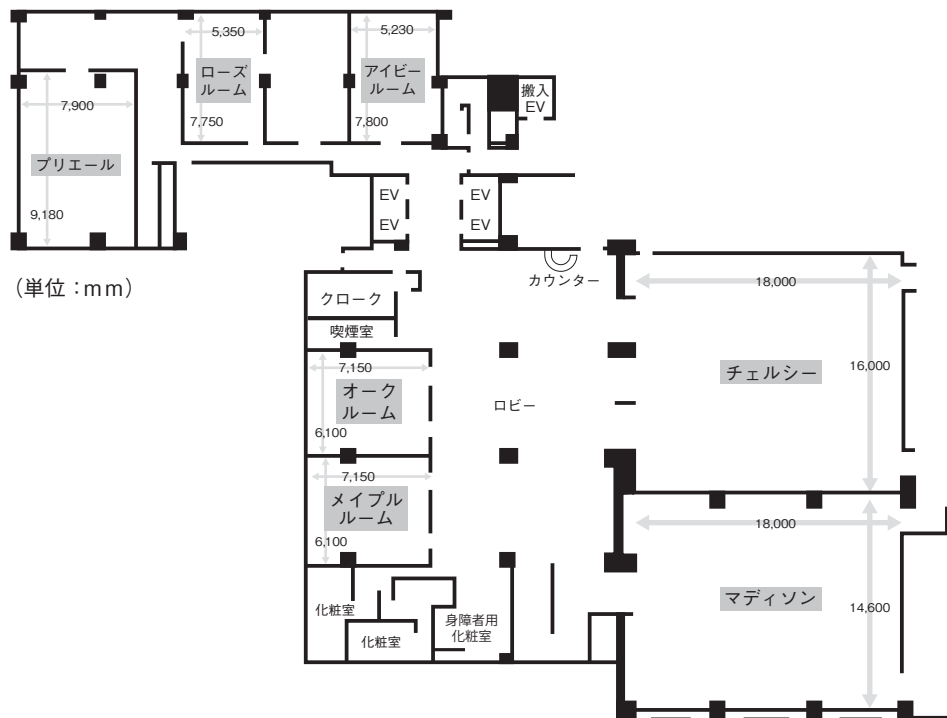 5,350
ローズ
ルーム
7,750
5,230
アイビー
ルーム
7,800
搬入
EV
7,900
プリエール
9,180
EV
EV
EV
EV
(単位:mm)
カウンター
クローク
喫煙室
7,150
オーク
ルーム
6,100
ロビー
18,000
チェルシー
16,000
7,150
メイプル
ルーム
6,100
18,000
マディソン
14,600
化粧室
化粧室
身障者用
化粧室